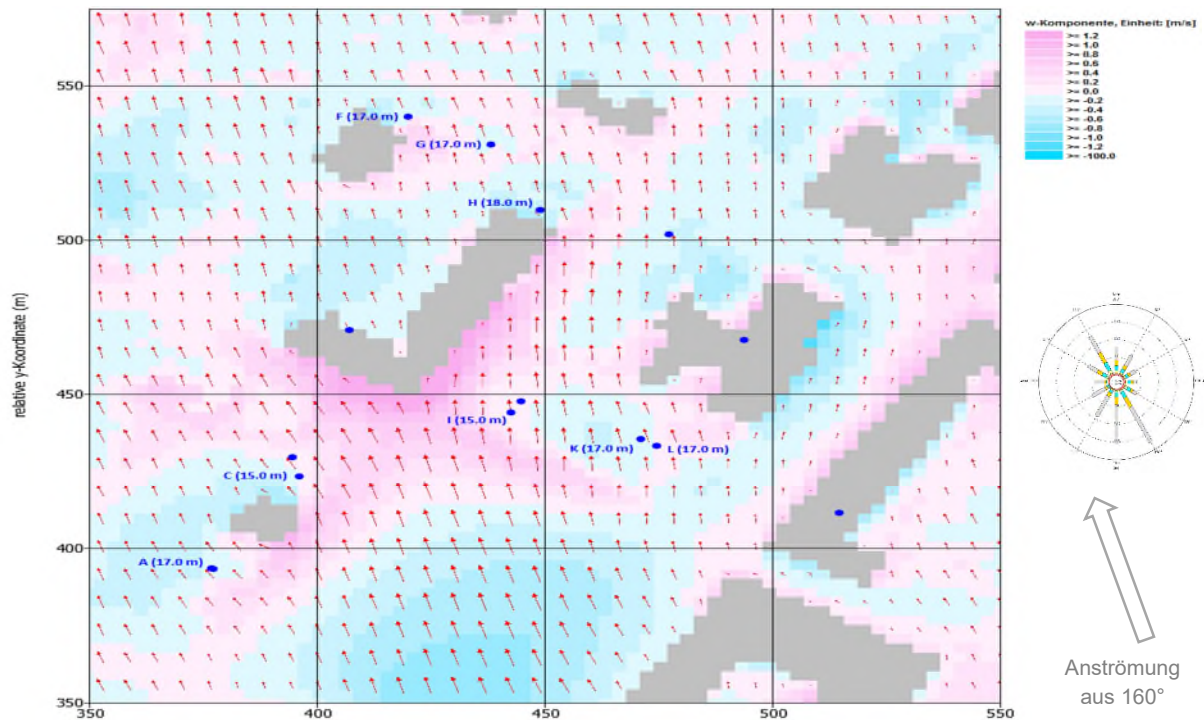 w-Komponente, Einheit: [m/s]
>= 1.2
>= 1.0
>= 0.8
>= 0.6
>= 0.4
>= 0.2
>= 0.0
>= -0.2
>= -0.4
>= -0.6
>= -0.8
>= -1.0
>= -1.2
>= -100.0
550
500
450
400
350
relative y-Koordinate (m)
F (17.0 m)
G (17.0 m)
H (18.0 m)
I (15.0 m)
K (17.0 m)
L (17.0 m)
C (15.0 m)
A (17.0 m)
350
400
450
500
550
Anströmung
aus 160°